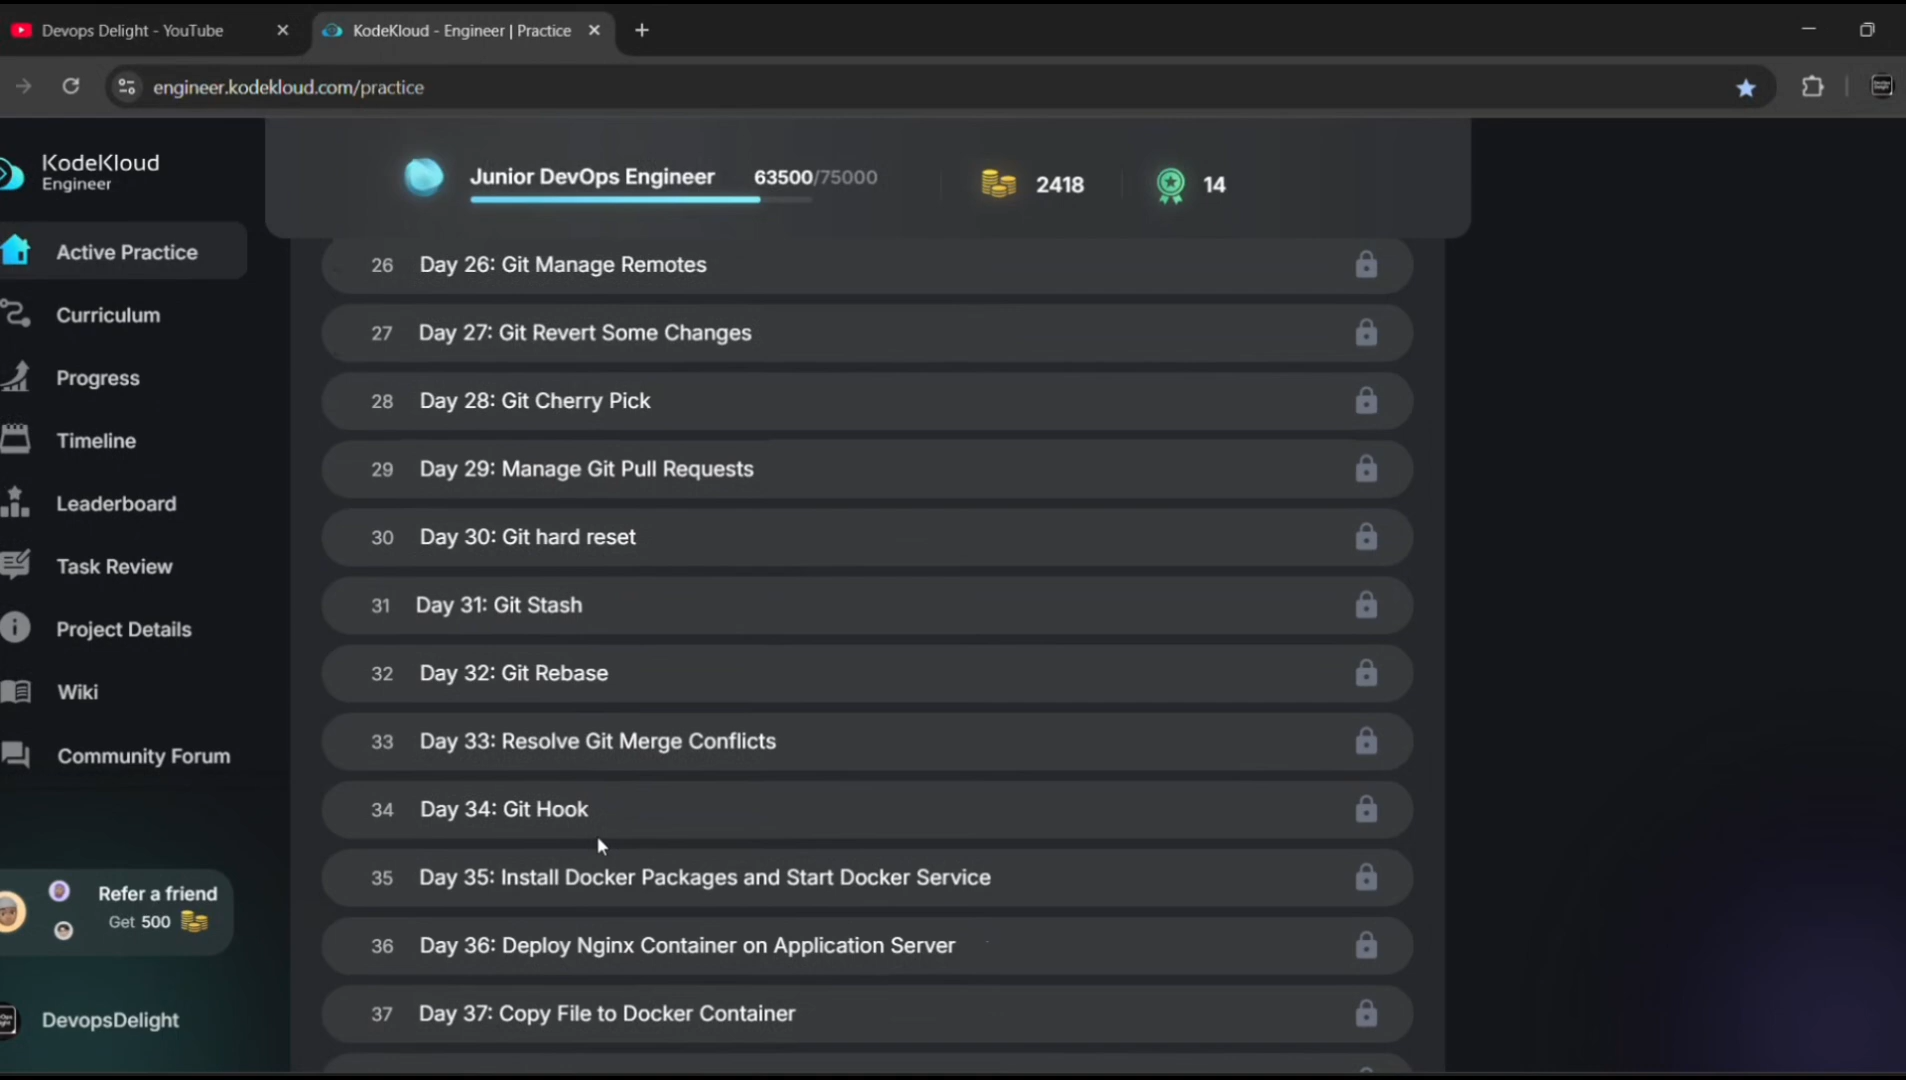 Devops Delight - YouTube
KodeKloud - Engineer | Practice
engineer.kodekloud.com/practice
KodeKloud
Engineer
Active Practice
Curriculum
Progress
Timeline
Leaderboard
Task Review
Project Details
Wiki
Community Forum
Refer a friend
Get 500
DevopsDelight
Junior DevOps Engineer 63500/75000
2418
14
26 Day 26: Git Manage Remotes
27 Day 27: Git Revert Some Changes
28 Day 28: Git Cherry Pick
29 Day 29: Manage Git Pull Requests
30 Day 30: Git hard reset
31 Day 31: Git Stash
32 Day 32: Git Rebase
33 Day 33: Resolve Git Merge Conflicts
34 Day 34: Git Hook
35 Day 35: Install Docker Packages and Start Docker Service
36 Day 36: Deploy Nginx Container on Application Server
37 Day 37: Copy File to Docker Container